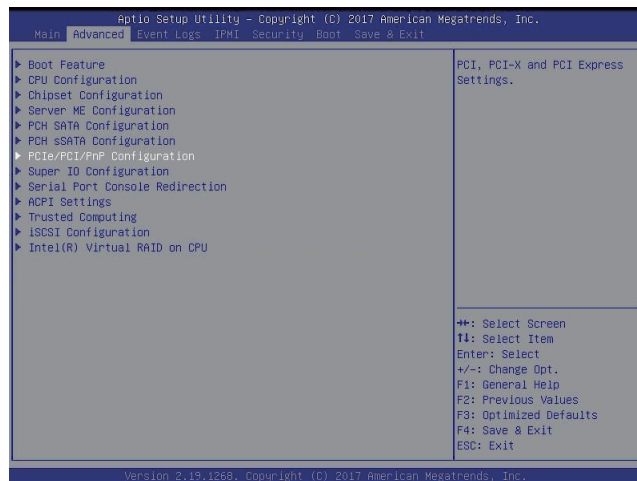 Aptio Setup Utility – Copyright (C) 2017 American Megatrends, Inc.
Main Advanced Event Logs IPMI Security Boot Save & Exit
Boot Feature
CPU Configuration
Chipset Configuration
Server ME Configuration
PCH SATA Configuration
PCH sSATA Configuration
PCIe/PCI/PnP Configuration
Super IO Configuration
Serial Port Console Redirection
ACPI Settings
Trusted Computing
iSCSI Configuration
Intel(R) Virtual RAID on CPU
PCI, PCI-X and PCI Express
Settings.
→←: Select Screen
↑↓: Select Item
Enter: Select
+/-: Change Opt.
F1: General Help
F2: Previous Values
F3: Optimized Defaults
F4: Save & Exit
ESC: Exit
Version 2.19.1268. Copyright (C) 2017 American Megatrends, Inc.